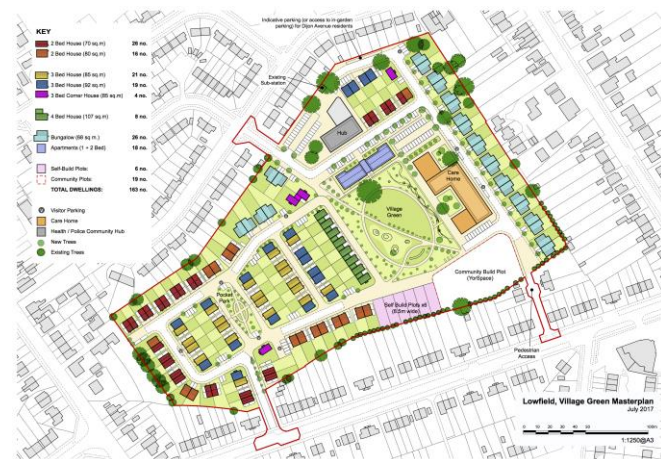 Indicative parking (or access to in-garden
parking) for Dijon Avenue residents
KEY
2 Bed House (70 sq.m) 28 no.
2 Bed House (80 sq.m) 16 no.
3 Bed House (85 sq.m) 21 no.
3 Bed House (92 sq.m) 19 no.
3 Bed Corner House (86 sq.m) 4 no.
4 Bed House (107 sq.m) 8 no.
Bungalow (68 sq m.) 26 no.
Apartments (1 + 2 Bed) 18 no.
Self-Build Plots: 6 no.
Community Plots: 19 no.
TOTAL DWELLINGS: 163 no.
Visitor Parking
Care Home
Health / Police Community Hub
New Trees
Existing Trees
Existing
Sub-station
Hub
Care
Home
Village
Green
Pocket
Park
Community Build Plot
(YorSpace)
Self Build Plots x6
(8.5m wide)
Pedestrian
Access
Lowfield, Village Green Masterplan
July 2017
1:1250@A3